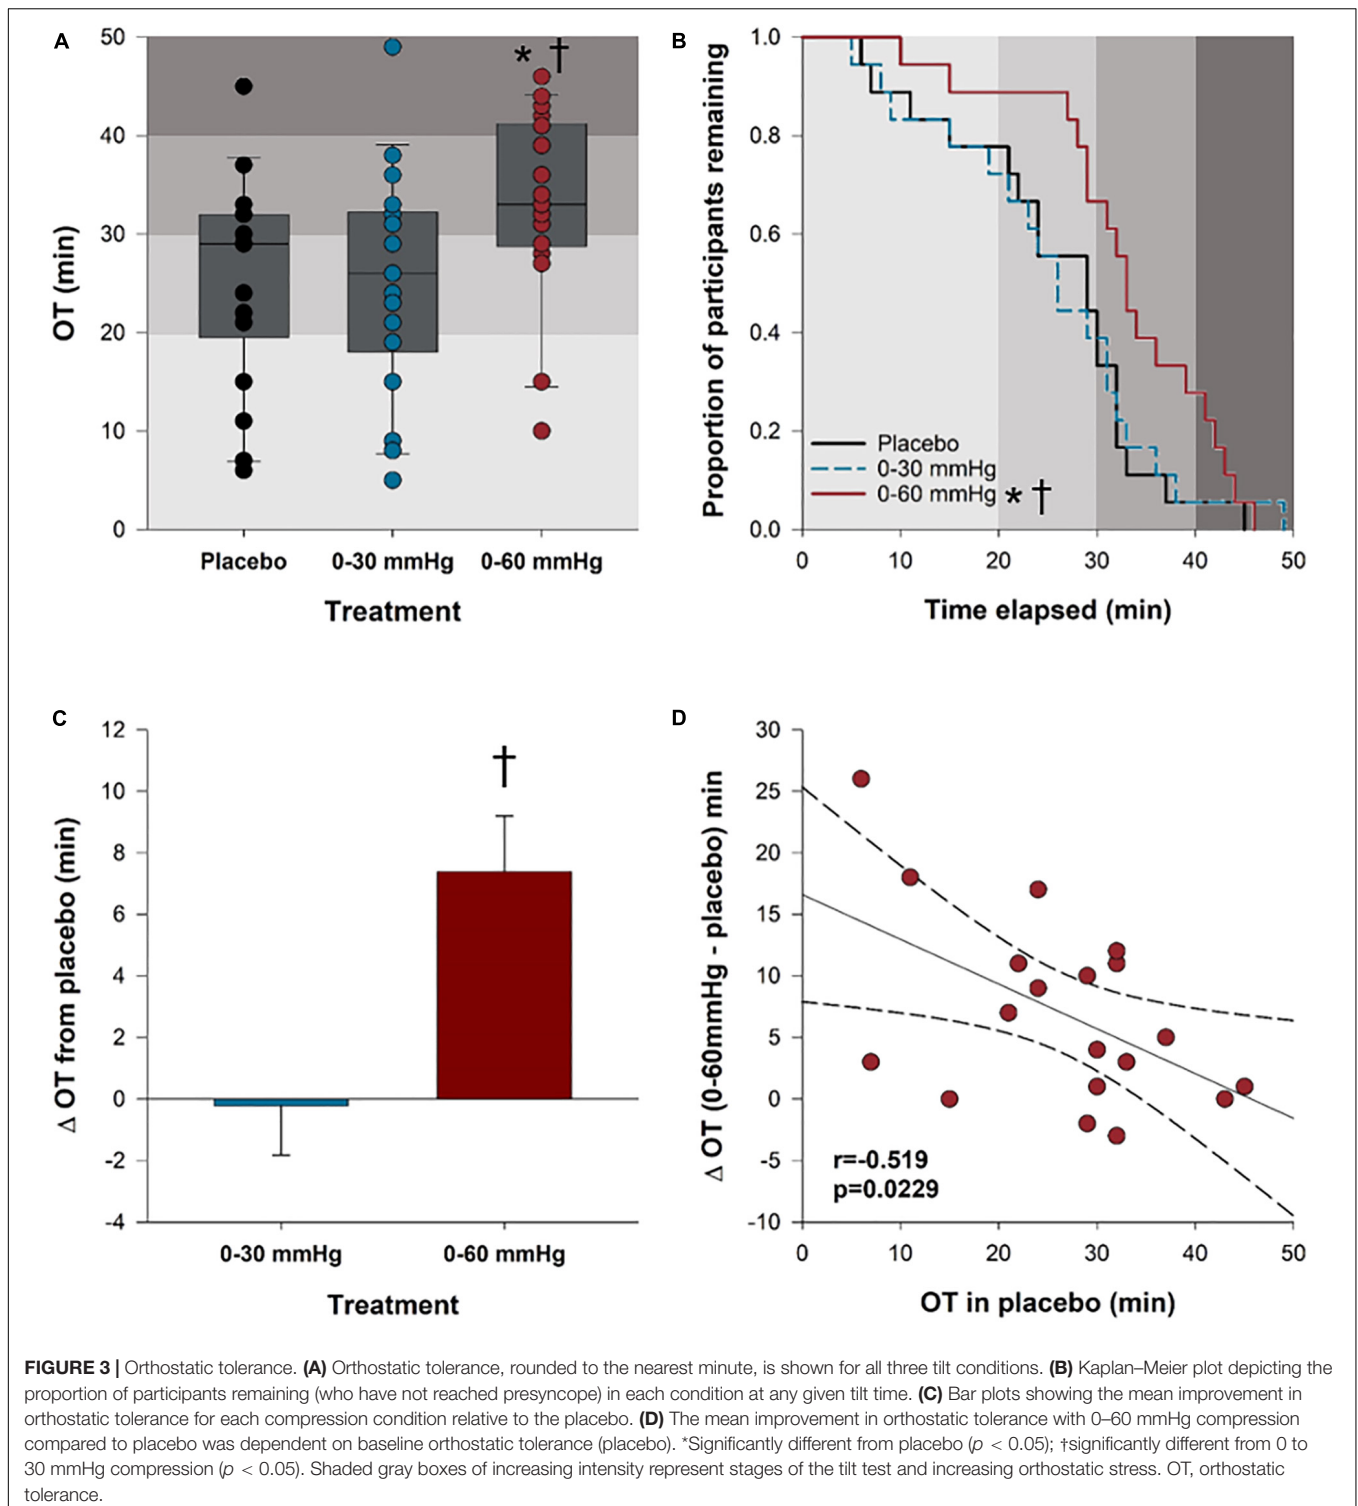 A
50
40
30
20
10
0
OT (min)
* †
Placebo
0-30 mmHg
0-60 mmHg
Treatment
B
1.0
0.8
0.6
0.4
0.2
0.0
Proportion of participants remaining
Placebo
0-30 mmHg
0-60 mmHg * †
0
10
20
30
40
50
Time elapsed (min)
C
12
10
8
6
4
2
0
-2
-4
Δ OT from placebo (min)
†
0-30 mmHg
0-60 mmHg
Treatment
D
30
25
20
15
10
5
0
-5
-10
Δ OT (0-60mmHg - placebo) min
r=-0.519
p=0.0229
0
10
20
30
40
50
OT in placebo (min)
FIGURE 3 | Orthostatic tolerance. (A) Orthostatic tolerance, rounded to the nearest minute, is shown for all three tilt conditions. (B) Kaplan–Meier plot depicting the
proportion of participants remaining (who have not reached presyncope) in each condition at any given tilt time. (C) Bar plots showing the mean improvement in
orthostatic tolerance for each compression condition relative to the placebo. (D) The mean improvement in orthostatic tolerance with 0–60 mmHg compression
compared to placebo was dependent on baseline orthostatic tolerance (placebo). *Significantly different from placebo (p < 0.05); †significantly different from 0 to
30 mmHg compression (p < 0.05). Shaded gray boxes of increasing intensity represent stages of the tilt test and increasing orthostatic stress. OT, orthostatic
tolerance.